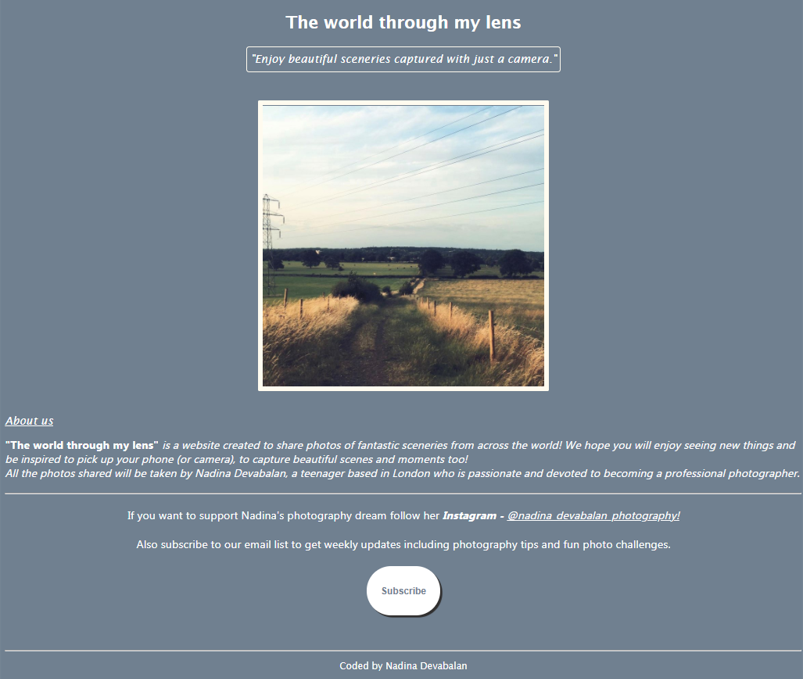 The world through my lens
"Enjoy beautiful sceneries captured with just a camera."
About us
"The world through my lens" is a website created to share photos of fantastic sceneries from across the world! We hope you will enjoy seeing new things and
be inspired to pick up your phone (or camera), to capture beautiful scenes and moments too!
All the photos shared will be taken by Nadina Devabalan, a teenager based in London who is passionate and devoted to becoming a professional photographer.
If you want to support Nadina's photography dream follow her Instagram - @nadina_devabalan_photography!
Also subscribe to our email list to get weekly updates including photography tips and fun photo challenges.
Subscribe
Coded by Nadina Devabalan